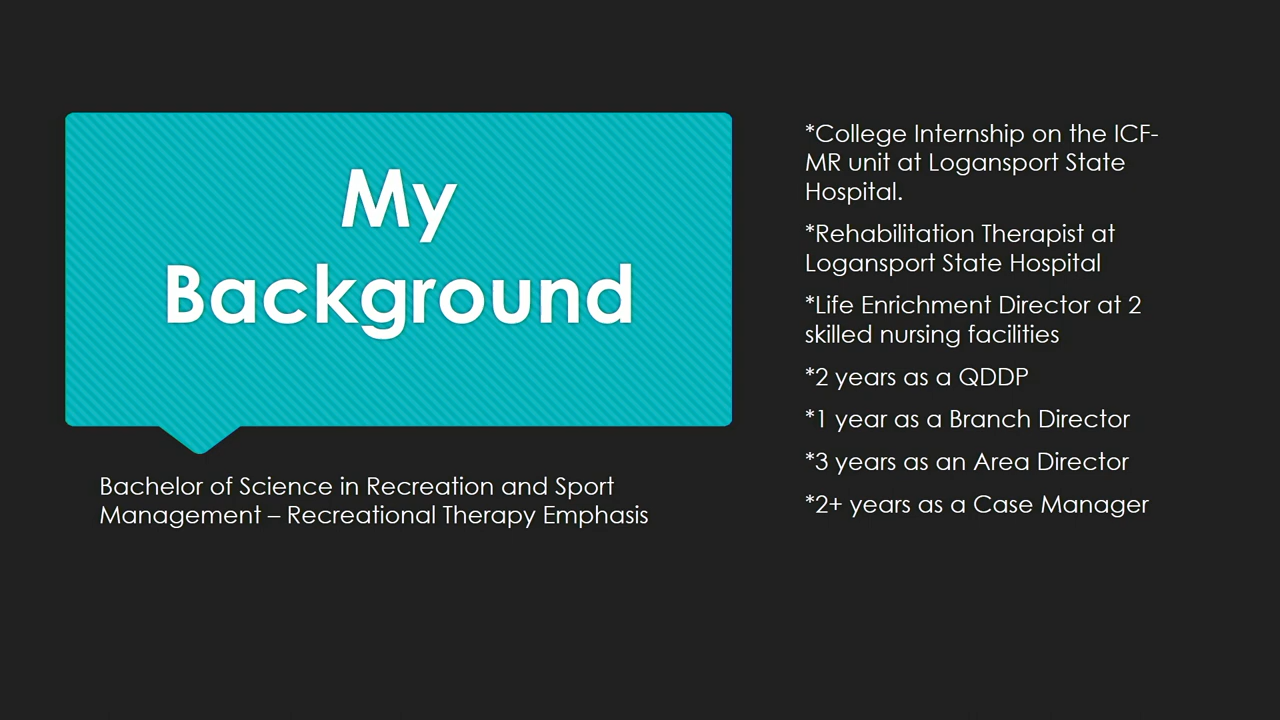 My
Background
Bachelor of Science in Recreation and Sport
Management – Recreational Therapy Emphasis
*College Internship on the ICF-
MR unit at Logansport State
Hospital.
*Rehabilitation Therapist at
Logansport State Hospital
*Life Enrichment Director at 2
skilled nursing facilities
*2 years as a QDDP
*1 year as a Branch Director
*3 years as an Area Director
*2+ years as a Case Manager